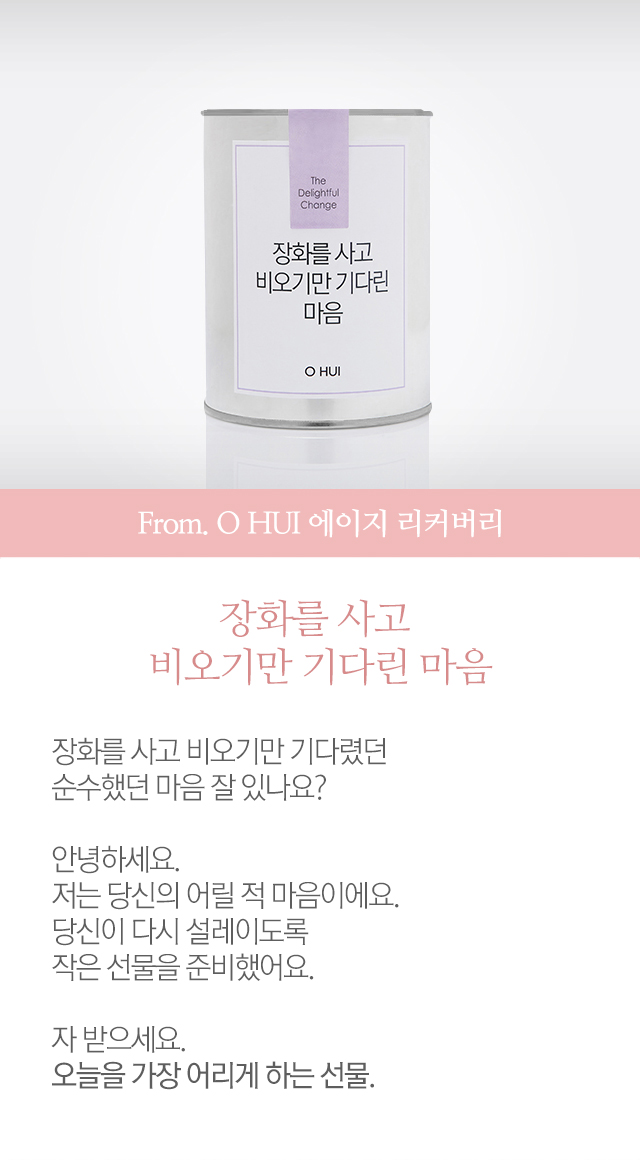 The
Delightful
Change
장화를 사고
비오기만 기다린
마음
O HUI
From. O HUI 에이지 리커버리
장화를 사고
비오기만 기다린 마음
장화를 사고 비오기만 기다렸던
순수했던 마음 잘 있나요?
안녕하세요.
저는 당신의 어릴 적 마음이에요.
당신이 다시 설레이도록
작은 선물을 준비했어요.
자 받으세요.
오늘을 가장 어리게 하는 선물.